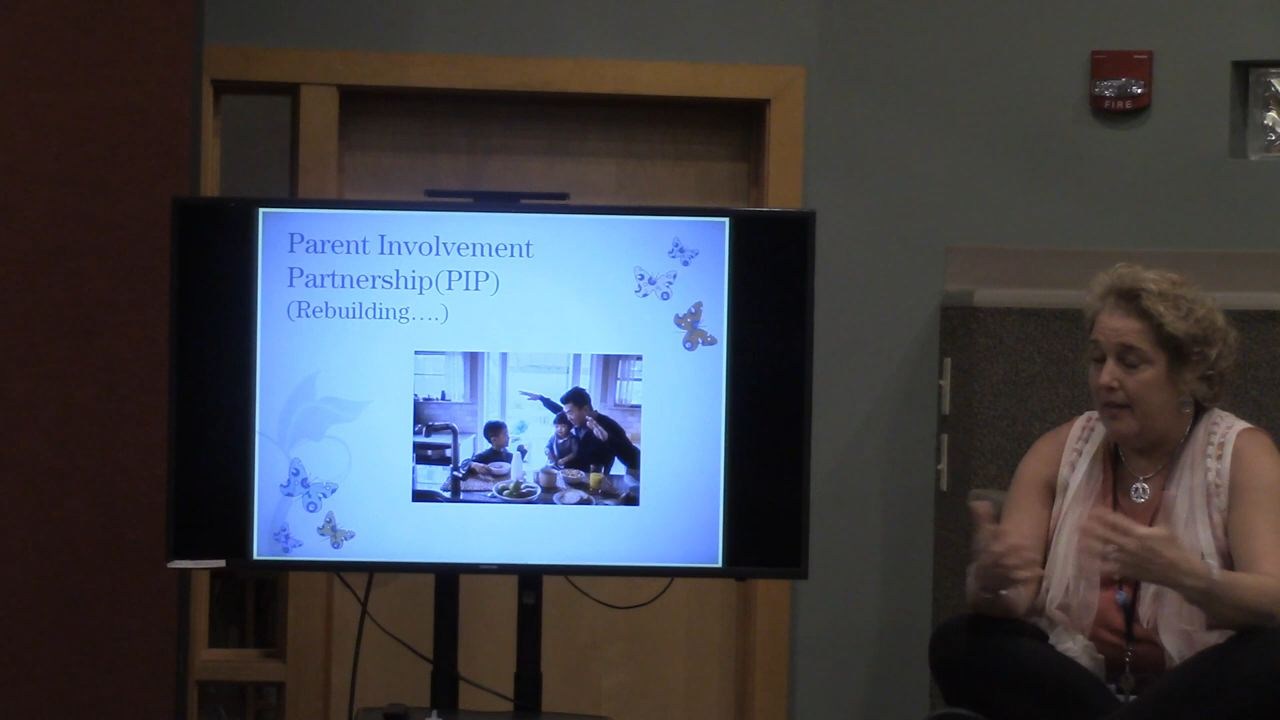 Parent Involvement
Partnership(PIP)
(Rebuilding....)
FIRE